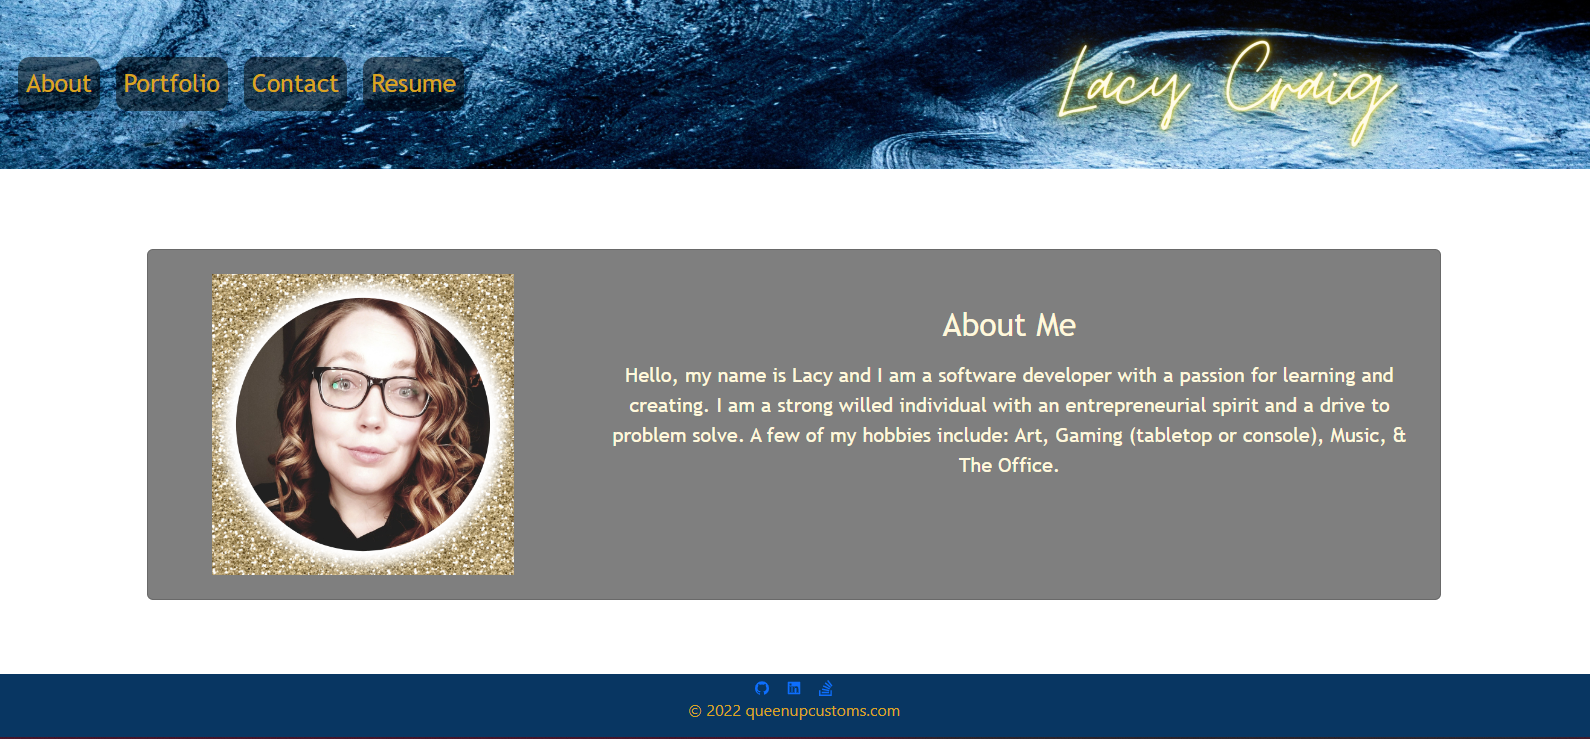 About Portfolio Contact Resume
Lacy Craig
About Me
Hello, my name is Lacy and I am a software developer with a passion for learning and
creating. I am a strong willed individual with an entrepreneurial spirit and a drive to
problem solve. A few of my hobbies include: Art, Gaming (tabletop or console), Music, &
The Office.
© 2022 queenupcustoms.com